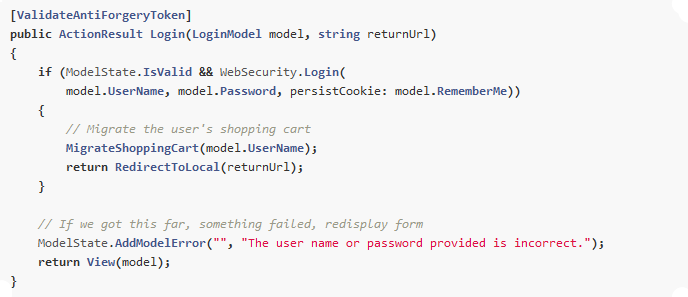 [ValidateAntiForgeryToken]
public ActionResult Login(LoginModel model, string returnUrl)
{
    if (ModelState.IsValid && WebSecurity.Login(
        model.UserName, model.Password, persistCookie: model.RememberMe))
    {
        // Migrate the user's shopping cart
        MigrateShoppingCart(model.UserName);
        return RedirectToLocal(returnUrl);
    }

    // If we got this far, something failed, redisplay form
    ModelState.AddModelError("", "The user name or password provided is incorrect.");
    return View(model);
}